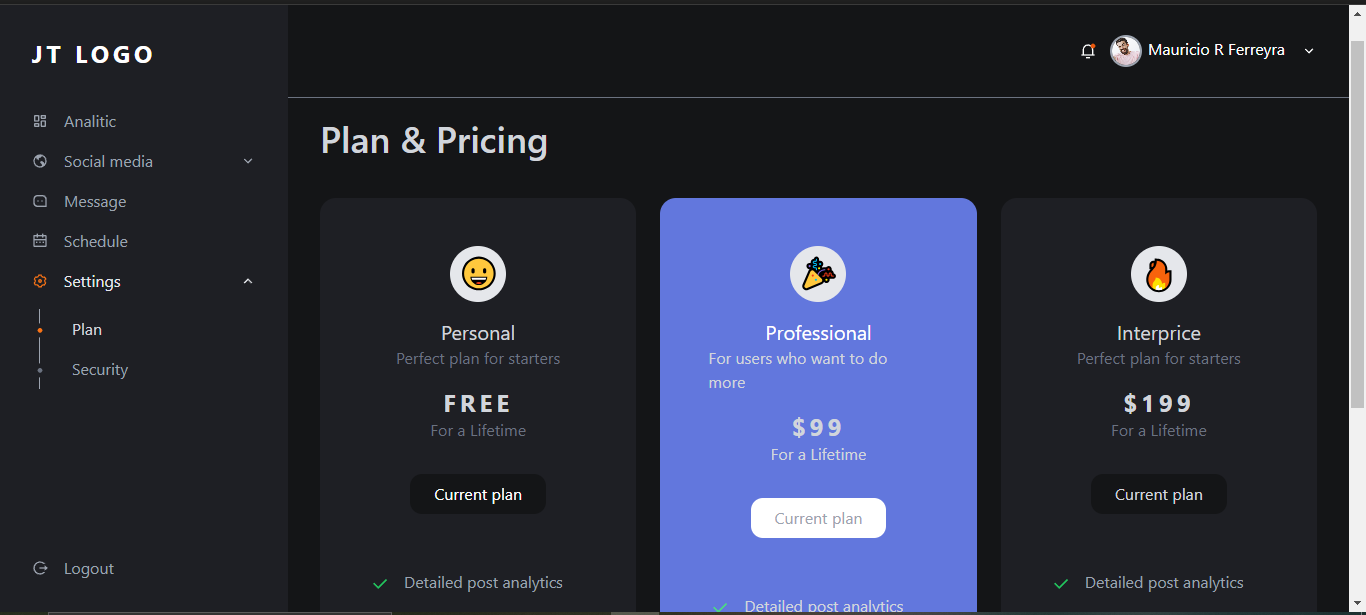 JT LOGO
Mauricio R Ferreyra
Analitic
Social media
Message
Schedule
Settings
Plan
Security
Logout
Plan & Pricing
Personal
Perfect plan for starters
FREE
For a Lifetime
Current plan
Detailed post analytics
Professional
For users who want to do
more
$99
For a Lifetime
Current plan
Detailed post analytics
Interprice
Perfect plan for starters
$199
For a Lifetime
Current plan
Detailed post analytics